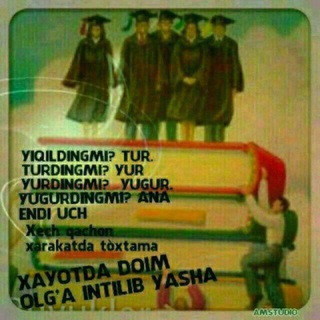 YIQILDINGMI? TUR.
TURDINGMI? YUR
YURDINGMI? YUGUR.
YUGURDINGMI? ANA
ENDI UCH
Xech qachon
xarakatda tòxtama
XAYOTDA DOIM
OLG'A INTILIB YASHA
AMSTUDIO